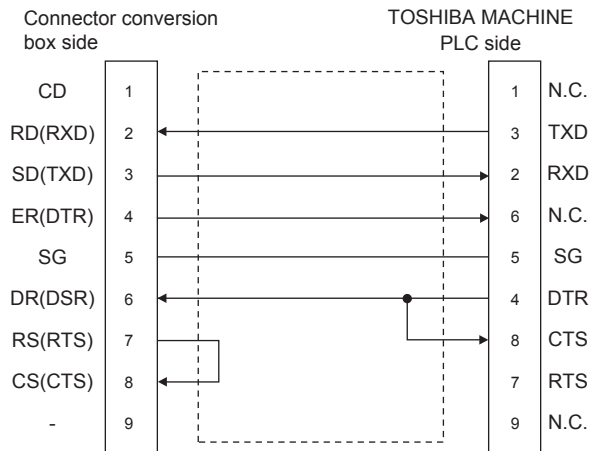 Connector conversion box side
TOSHIBA MACHINE PLC side
CD 1 1 N.C.
RD(RXD) 2 3 TXD
SD(TXD) 3 2 RXD
ER(DTR) 4 6 N.C.
SG 5 5 SG
DR(DSR) 6 4 DTR
RS(RTS) 7 8 CTS
CS(CTS) 8 7 RTS
- 9 9 N.C.